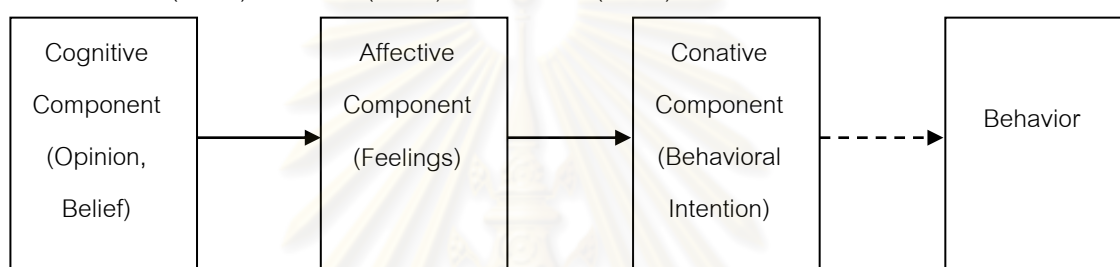 Cognitive
Component
(Opinion,
Belief)
Affective
Component
(Feelings)
Conative
Component
(Behavioral
Intention)
Behavior